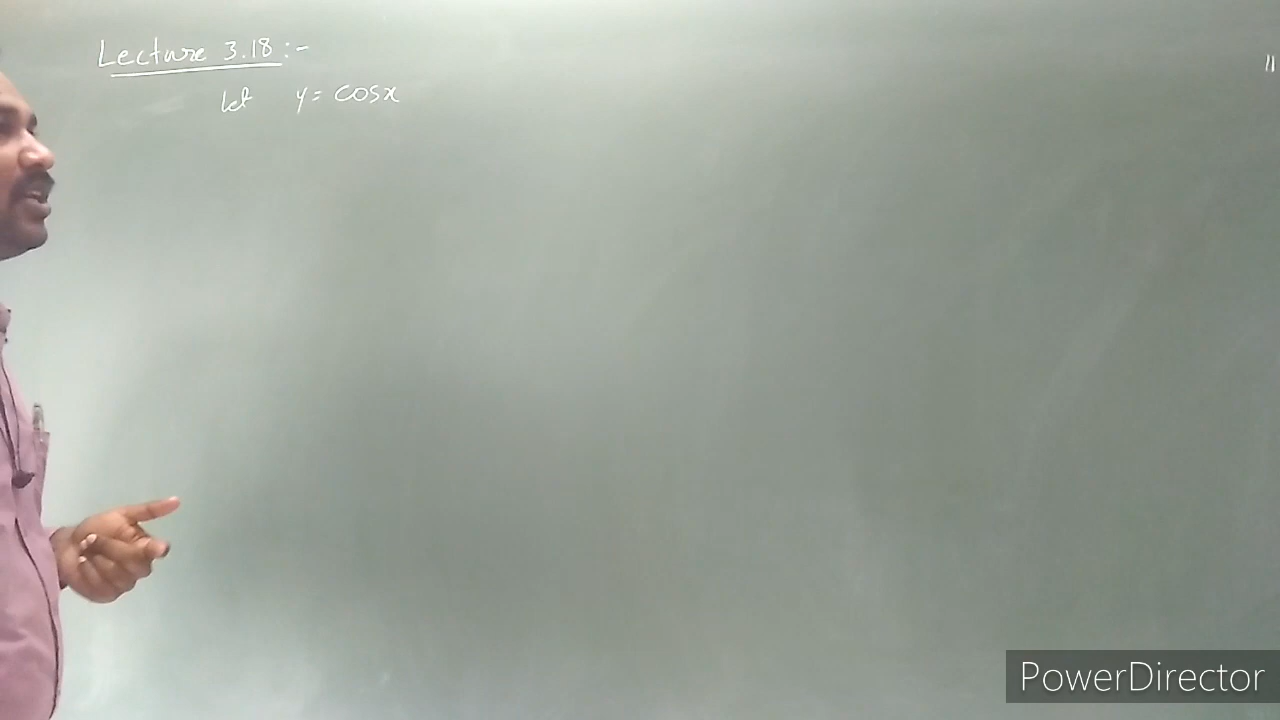 Lecture 3.18:-
Let y = cosx
PowerDirector